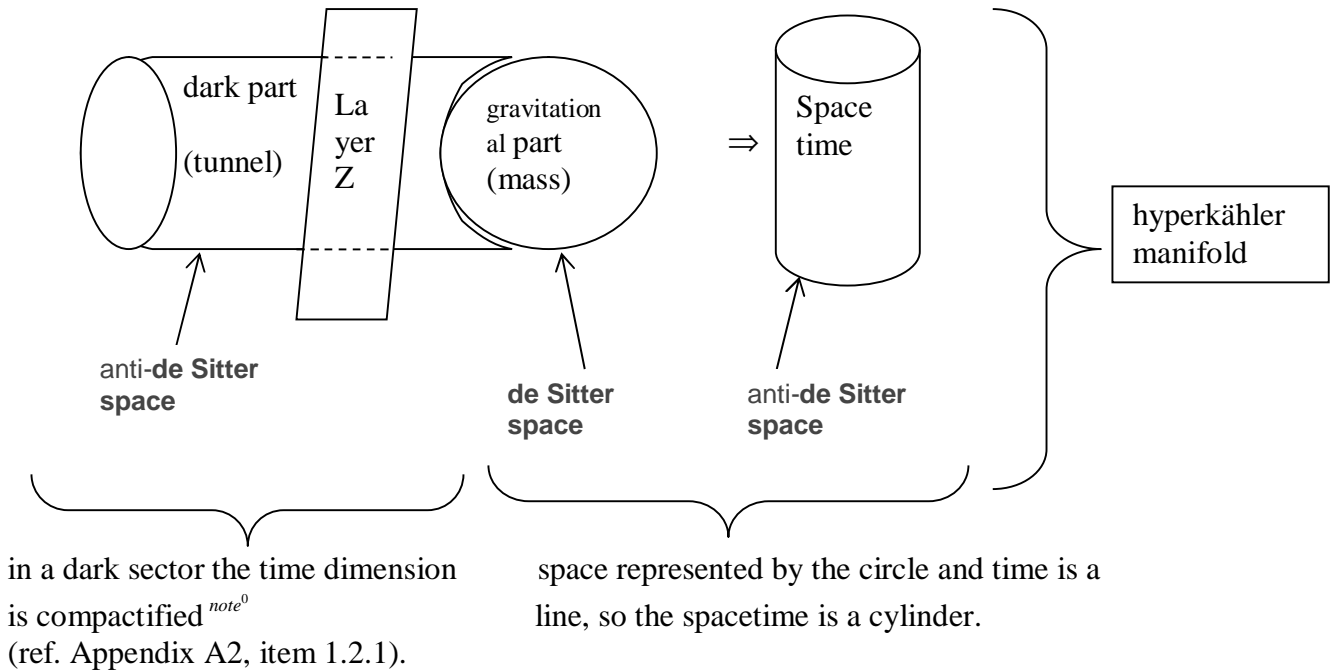 dark part
(tunnel)
La
yer
Z
gravitation
al part
(mass)
⇒
Space
time
hyperkähler
manifold
anti-de Sitter
space
de Sitter
space
anti-de Sitter
space
in a dark sector the time dimension
is compactified note⁰
(ref. Appendix A2, item 1.2.1).
space represented by the circle and time is a
line, so the spacetime is a cylinder.